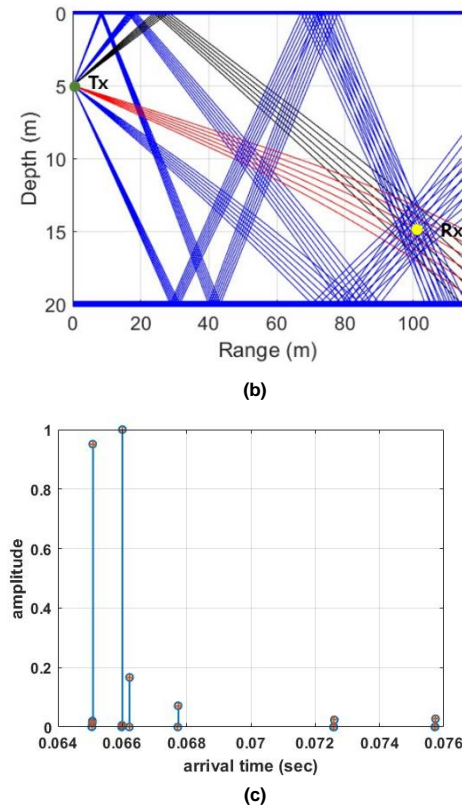 0
5
10
15
20
Depth (m)
Tx
Rx
0 20 40 60 80 100
Range (m)
(b)
1
0.8
0.6
0.4
0.2
0
amplitude
0.064 0.066 0.068 0.07 0.072 0.074 0.076
arrival time (sec)
(c)